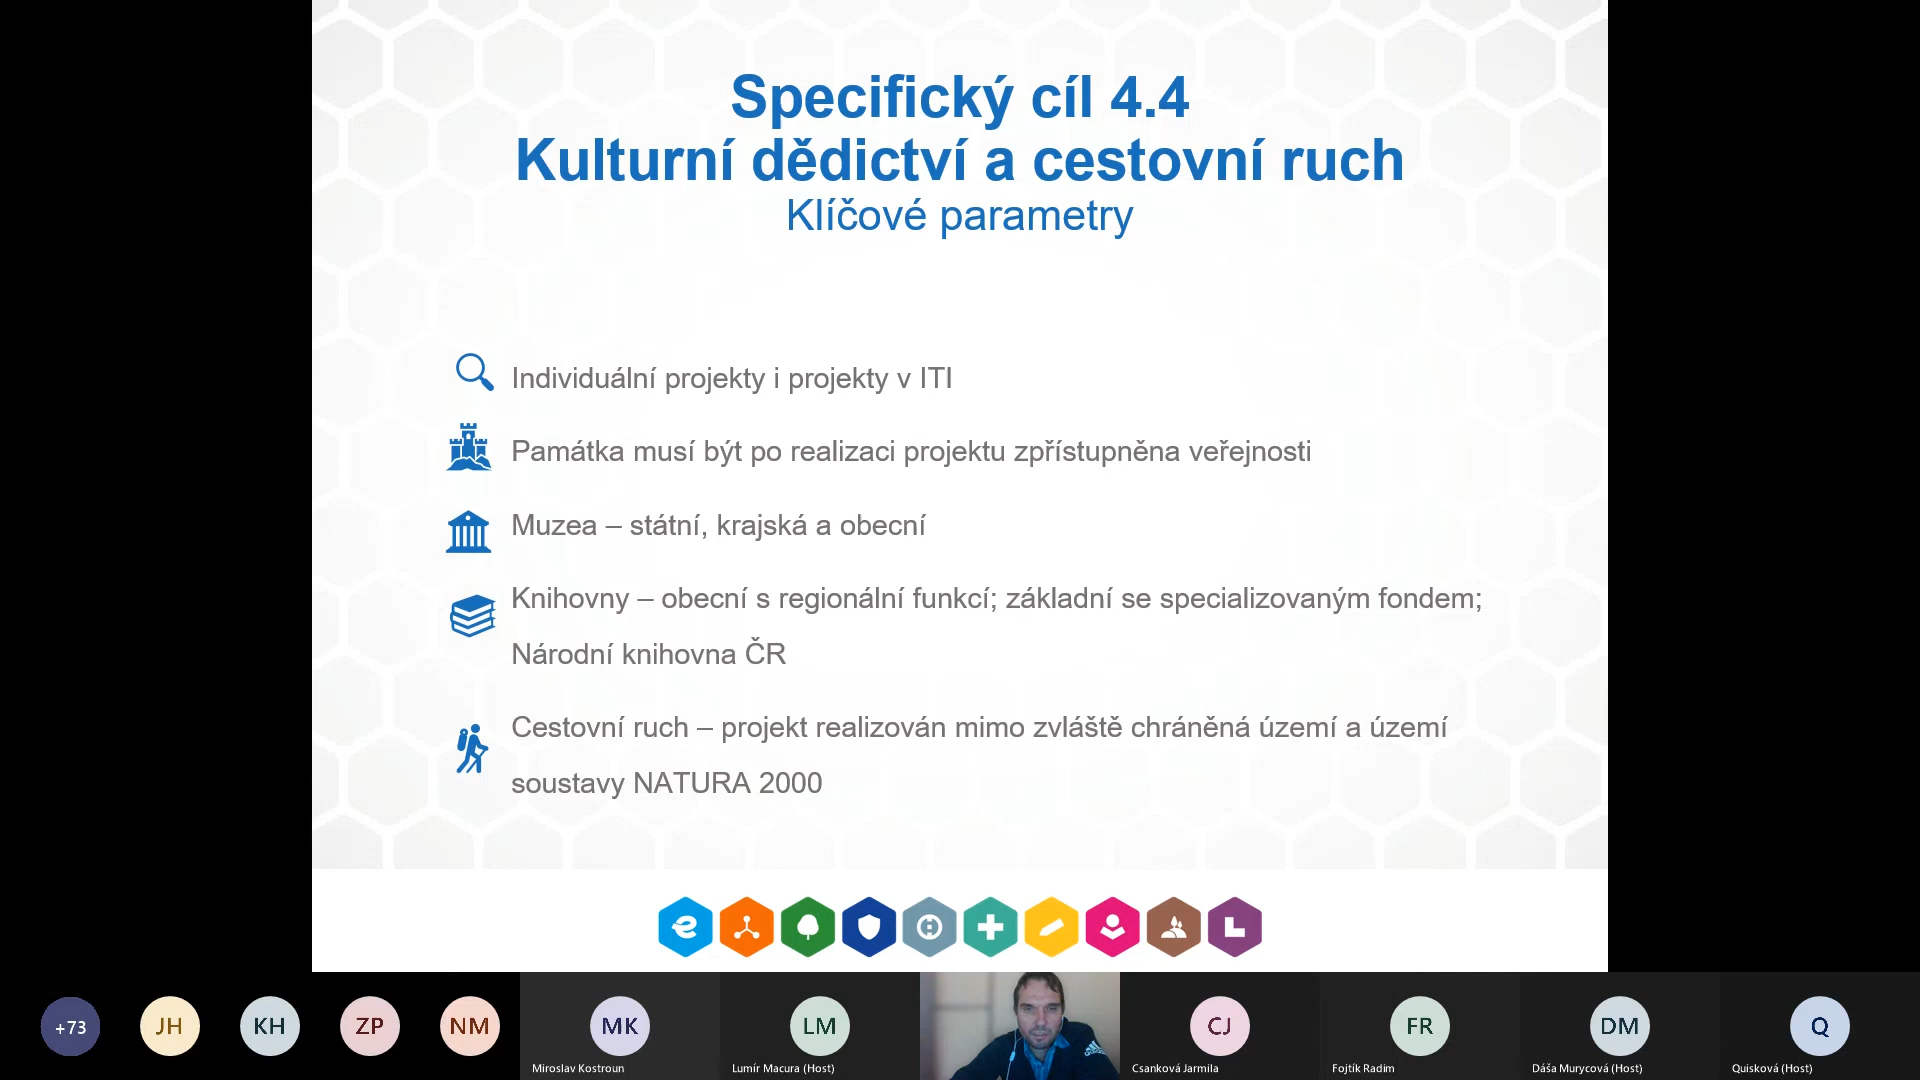 Specifický cíl 4.4
Kulturní dědictví a cestovní ruch
Klíčové parametry
Individuální projekty i projekty v ITI
Památka musí být po realizaci projektu zpřístupněna veřejnosti
Muzea – státní, krajská a obecní
Knihovny – obecní s regionální funkcí; základní se specializovaným fondem;
Národní knihovna ČR
Cestovní ruch – projekt realizován mimo zvláště chráněná území a území
soustavy NATURA 2000
+73
JH
KH
ZP
NM
MK
LM
CJ
FR
DM
Q
Miroslav Kostroun
Lumír Macura (Host)
adidas
Csanková Jarmila
Fojtík Radim
Dáša Murycová (Host)
Quisková (Host)